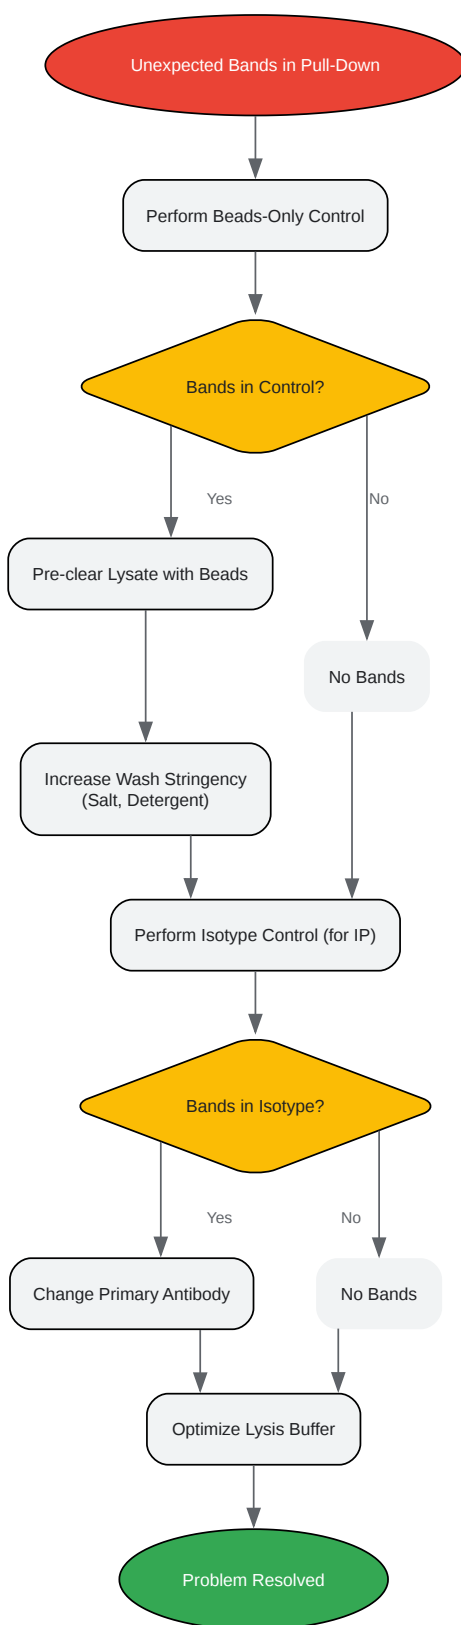 Unexpected Bands in Pull-Down
Perform Beads-Only Control
Bands in Control?
Yes
No
Pre-clear Lysate with Beads
No Bands
Increase Wash Stringency
(Salt, Detergent)
Perform Isotype Control (for IP)
Bands in Isotype?
Yes
No
Change Primary Antibody
No Bands
Optimize Lysis Buffer
Problem Resolved